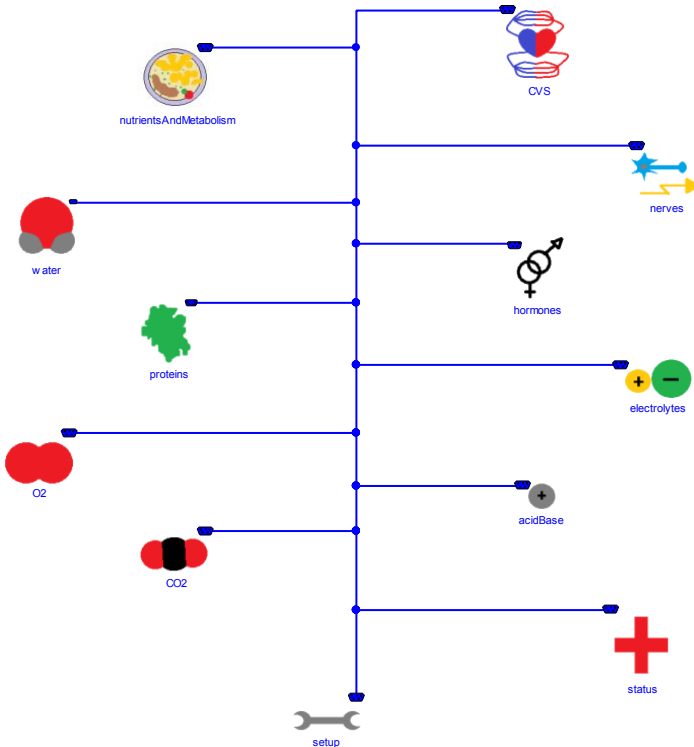 CVS
nutrientsAndMetabolism
nerves
water
hormones
proteins
+ −
electrolytes
O2
+
acidBase
CO2
status
setup